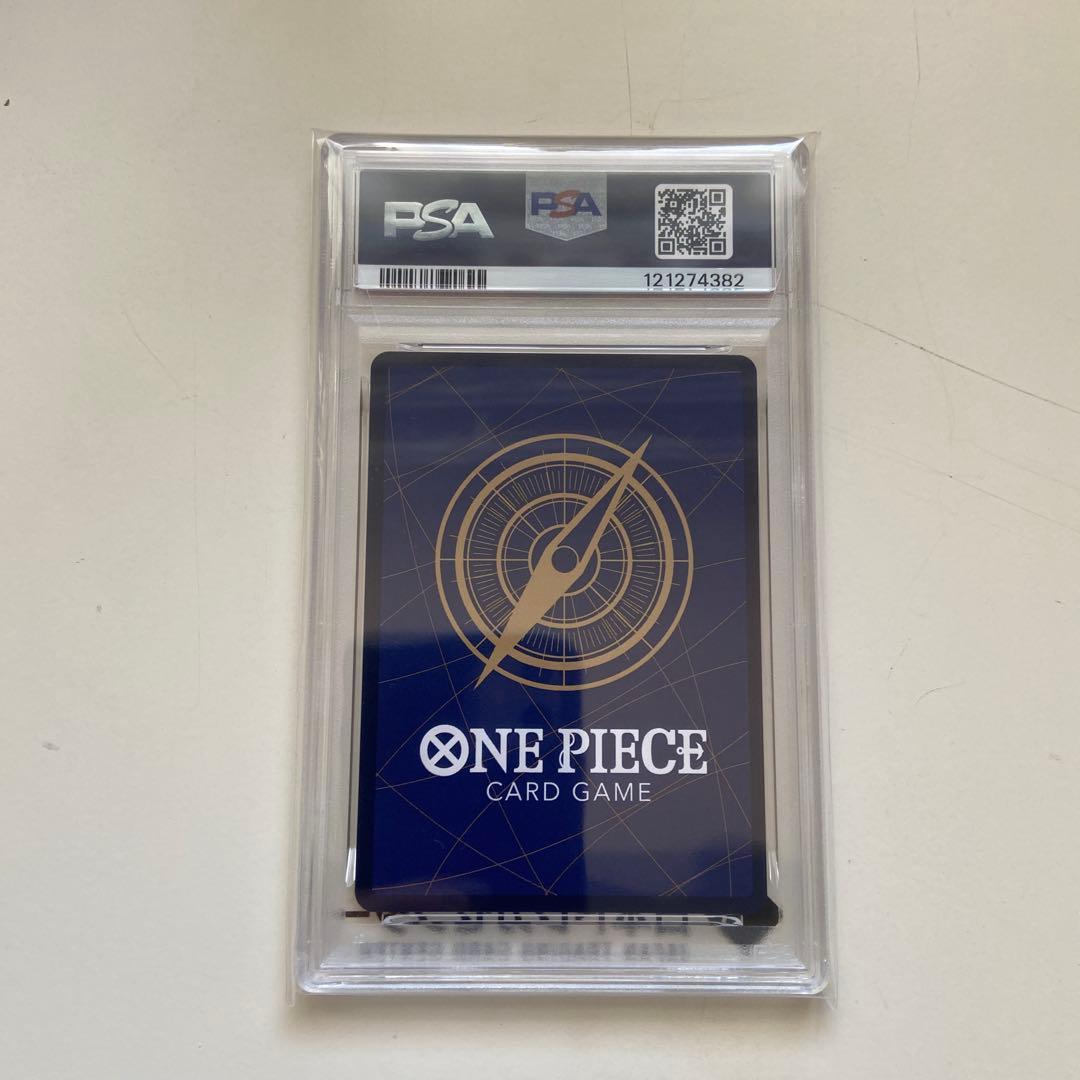 PSA
PSA
121274382
ONE PIECE
CARD GAME